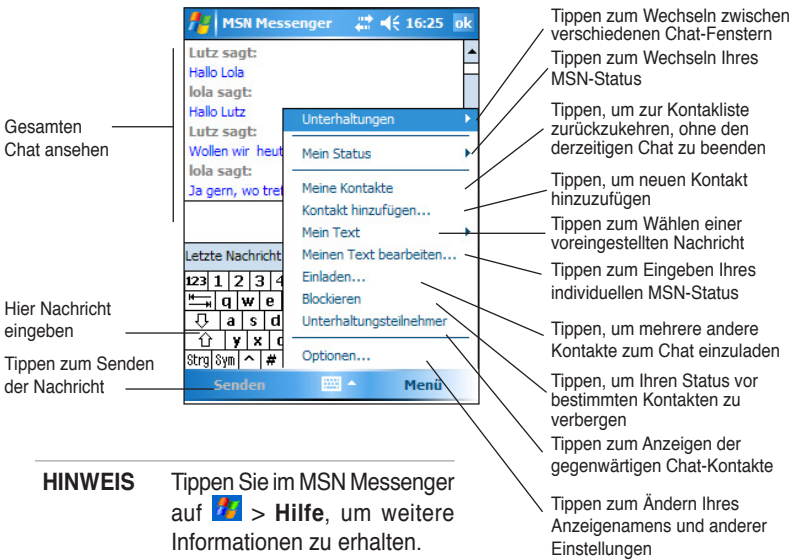 MSN Messenger 16:25 ok
Lutz sagt:
Hallo Lola
lola sagt:
Hallo Lutz
Lutz sagt:
Wollen wir heut
lola sagt:
Ja gern, wo tref
Letzte Nachricht
123 1 2 3 4
q w e
a s d
y x
Strg Sym ^ #
Senden Menü
Unterhaltungen
Mein Status
Meine Kontakte
Kontakt hinzufügen...
Mein Text
Meinen Text bearbeiten...
Einladen...
Blockieren
Unterhaltungsteilnehmer
Optionen...
Gesamten
Chat ansehen
Hier Nachricht
eingeben
Tippen zum Senden
der Nachricht
Tippen zum Wechseln zwischen
verschiedenen Chat-Fenstern
Tippen zum Wechseln Ihres
MSN-Status
Tippen, um zur Kontakliste
zurückzukehren, ohne den
derzeitigen Chat zu beenden
Tippen, um neuen Kontakt
hinzuzufügen
Tippen zum Wählen einer
voreingestellten Nachricht
Tippen zum Eingeben Ihres
individuellen MSN-Status
Tippen, um mehrere andere
Kontakte zum Chat einzuladen
Tippen, um Ihren Status vor
bestimmten Kontakten zu
verbergen
Tippen zum Anzeigen der
gegenwärtigen Chat-Kontakte
Tippen zum Ändern Ihres
Anzeigenamens und anderer
Einstellungen
HINWEIS Tippen Sie im MSN Messenger
auf > Hilfe, um weitere
Informationen zu erhalten.